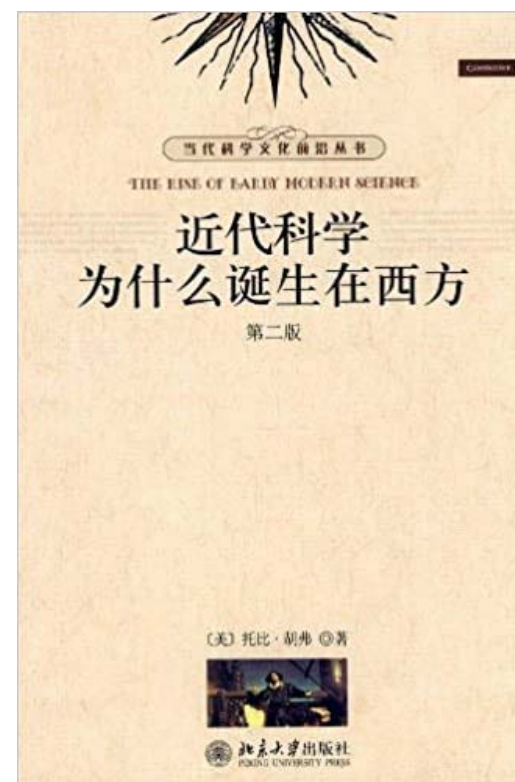 CAMBRIDGE
当代科学文化前沿丛书
THE RISE OF EARLY MODERN SCIENCE
近代科学
为什么诞生在西方
第二版
〔美〕托比·胡弗 ◎著
北京大学出版社
PEKING UNIVERSITY PRESS